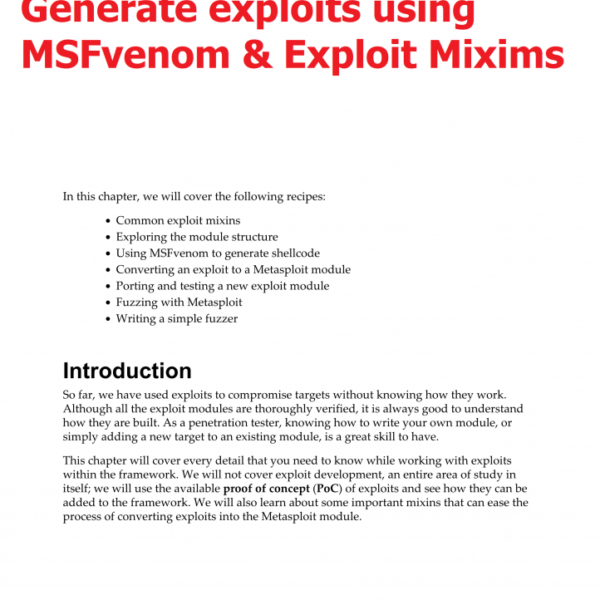 Generate exploits using
MSFvenom & Exploit Mixims
In this chapter, we will cover the following recipes:
• Common exploit mixins
• Exploring the module structure
• Using MSFvenom to generate shellcode
• Converting an exploit to a Metasploit module
• Porting and testing a new exploit module
• Fuzzing with Metasploit
• Writing a simple fuzzer
Introduction
So far, we have used exploits to compromise targets without knowing how they work.
Although all the exploit modules are thoroughly verified, it is always good to understand
how they are built. As a penetration tester, knowing how to write your own module, or
simply adding a new target to an existing module, is a great skill to have.
This chapter will cover every detail that you need to know while working with exploits
within the framework. We will not cover exploit development, an entire area of study in
itself; we will use the available proof of concept (PoC) of exploits and see how they can be
added to the framework. We will also learn about some important mixins that can ease the
process of converting exploits into the Metasploit module.